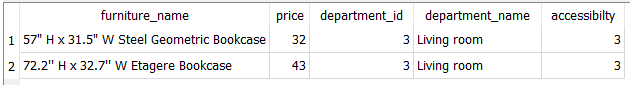 furniture_name price department_id department_name accessibilty
1 57" H x 31.5" W Steel Geometric Bookcase 32 3 Living room 3
2 72.2'' H x 32.7'' W Etagere Bookcase 43 3 Living room 3